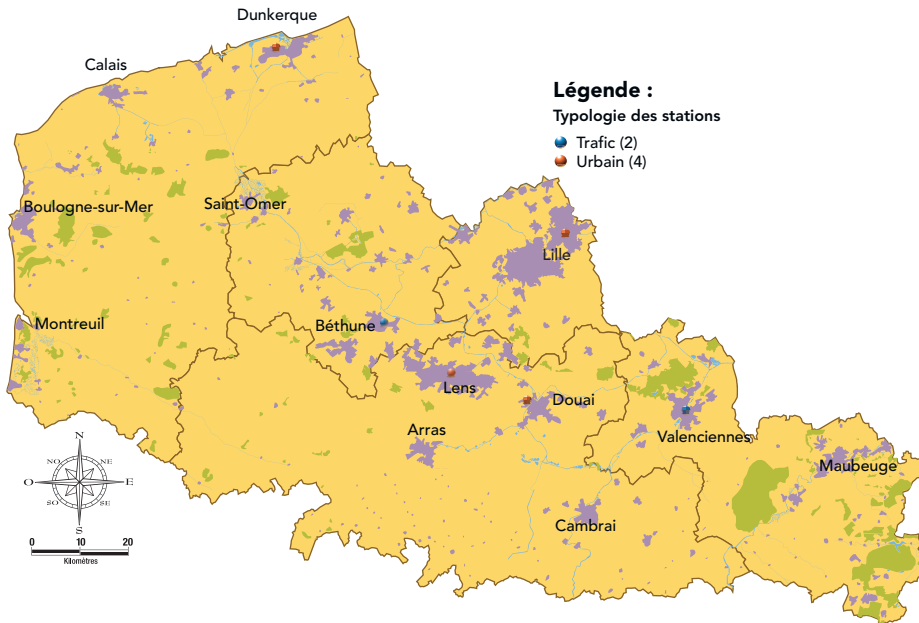 Dunkerque
Calais
Légende :
Typologie des stations
Trafic (2)
Urbain (4)
Boulogne-sur-Mer
Saint-Omer
Lille
Montreuil
Béthune
Lens
Douai
Arras
Valenciennes
Maubeuge
Cambrai
N
NO NE
O E
SO SE
S
0 10 20
Kilomètres